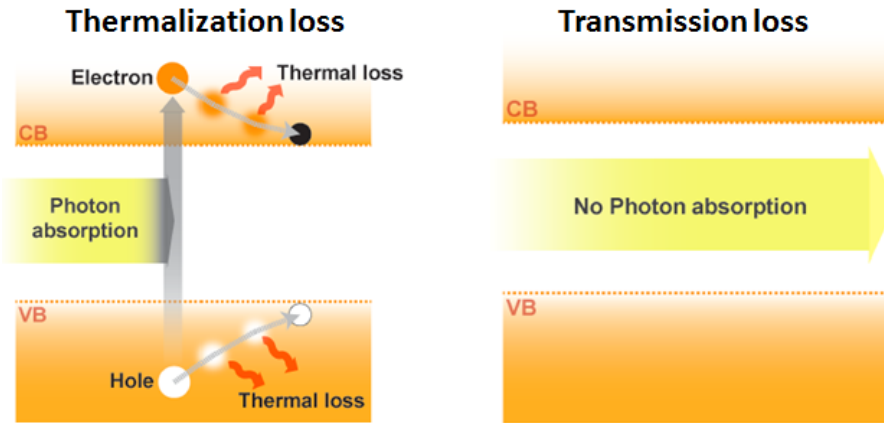 Thermalization loss
Electron
Thermal loss
CB
Photon
absorption
VB
Hole
Thermal loss
Transmission loss
CB
No Photon absorption
VB